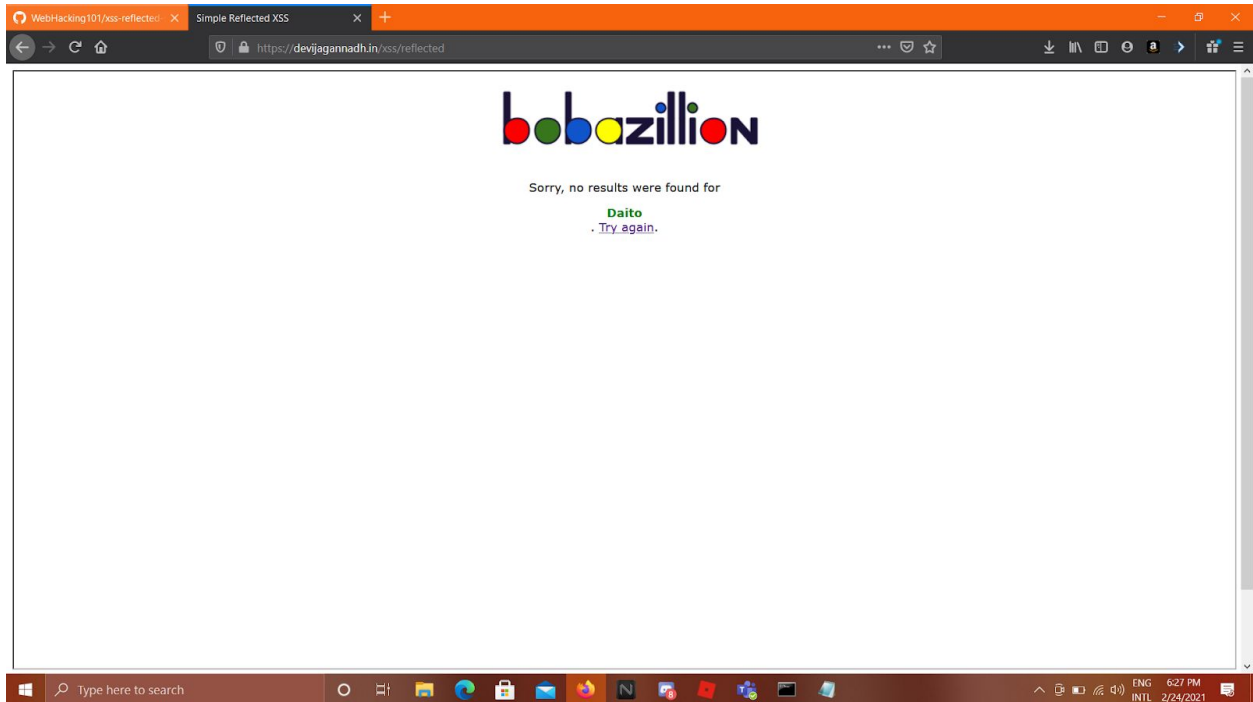 WebHacking101/xss-reflected-
Simple Reflected XSS
https://devijagannadh.in/xss/reflected
bobazillion
Sorry, no results were found for
Daito
. Try again.
Type here to search
ENG 6:27 PM
INTL 2/24/2021